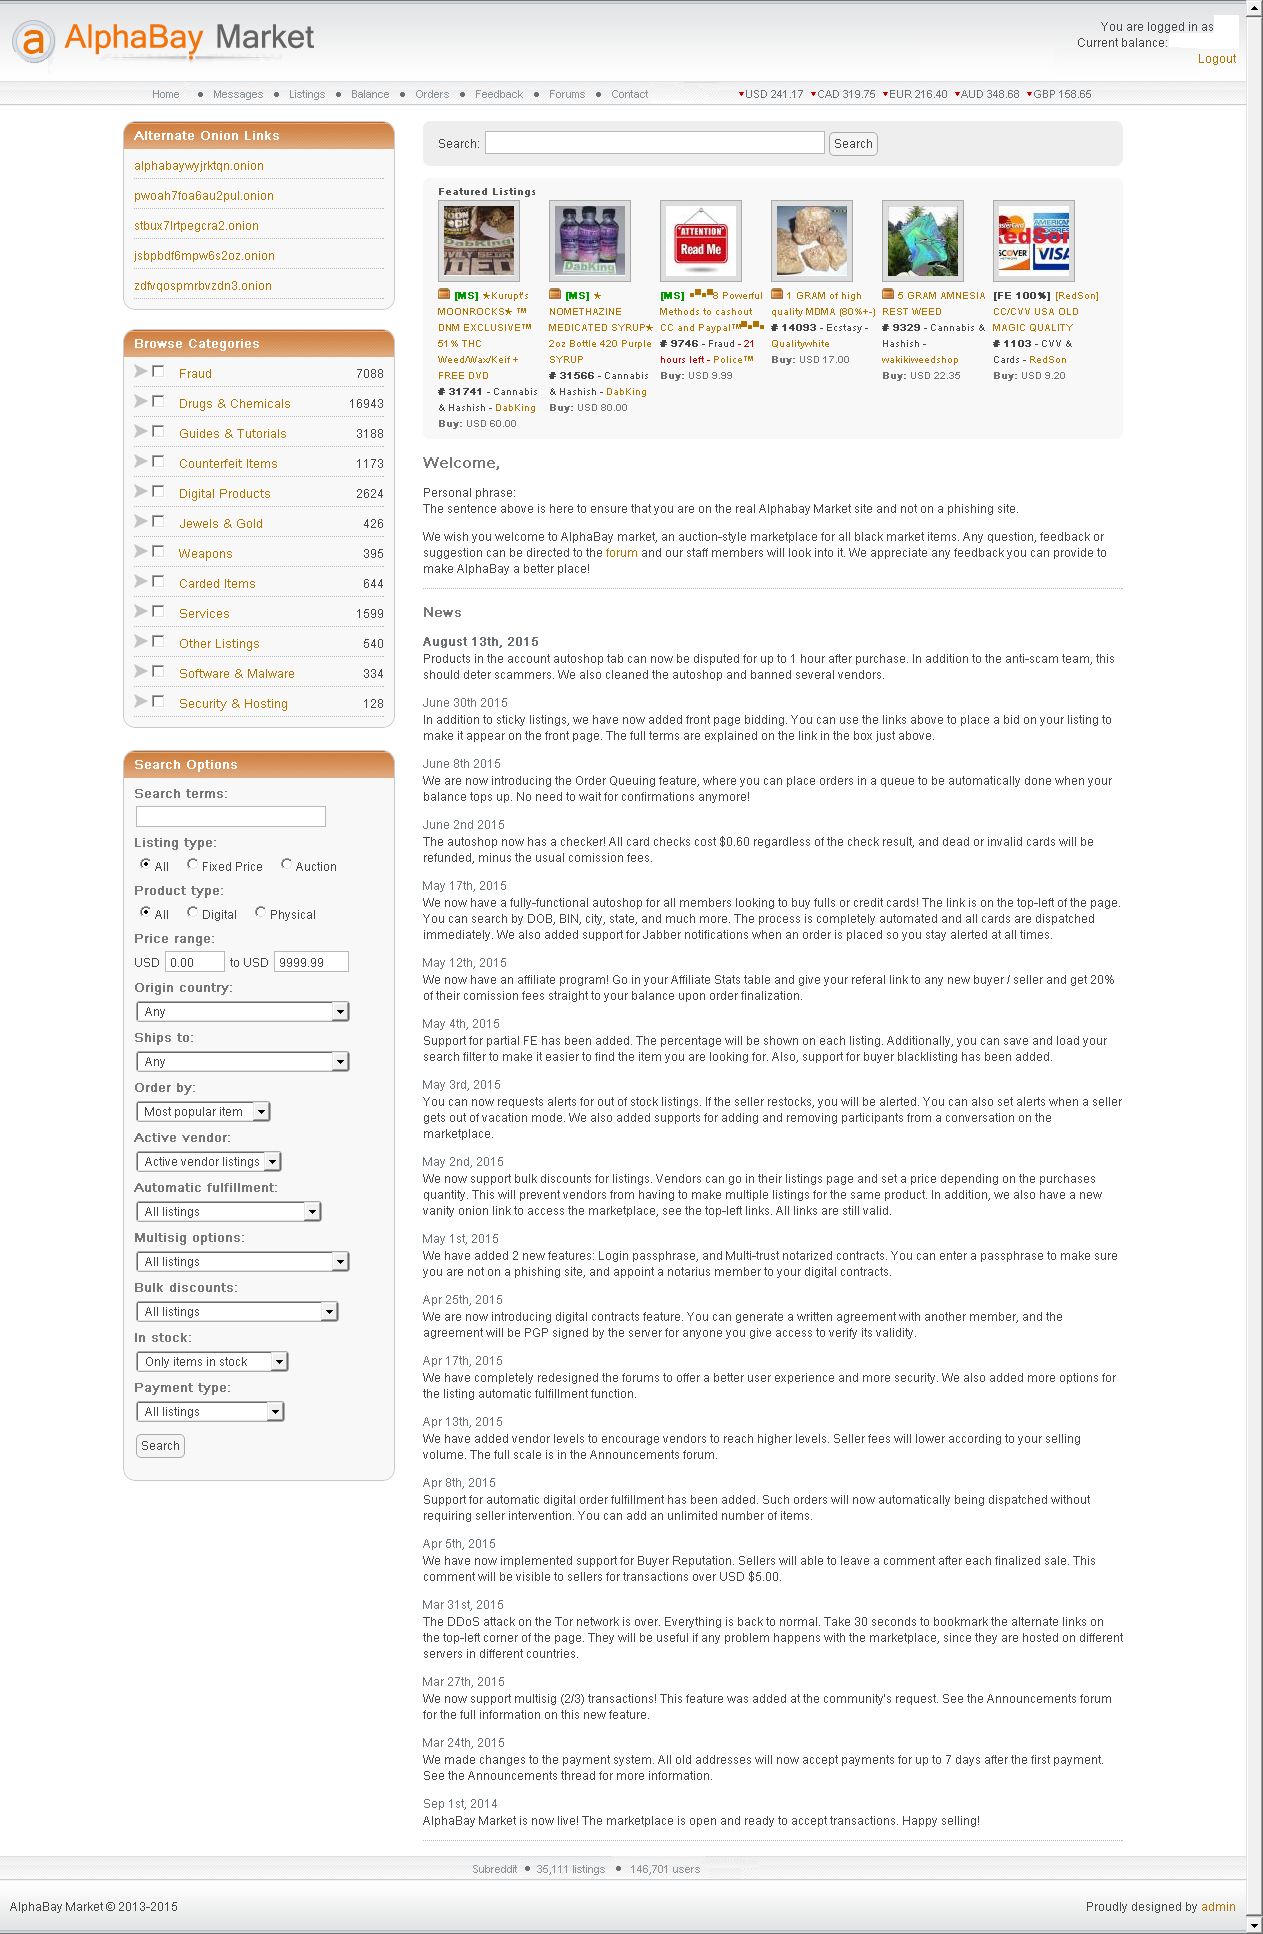 AlphaBay Market
You are logged in as
Current balance:
Logout
Home • Messages • Listings • Balance • Orders • Feedback • Forums • Contact
USD 241.17 CAD 319.75 EUR 216.40 AUD 348.68 GBP 158.65
Alternate Onion Links
alphabaywyjrktqn.onion
pwoah7foa6au2pul.onion
stbux7lrtpegcra2.onion
jsbpbdf6mpw6s2oz.onion
zdfvqospmrbvzdn3.onion
Browse Categories
Fraud 7088
Drugs & Chemicals 16943
Guides & Tutorials 3188
Counterfeit Items 1173
Digital Products 2624
Jewels & Gold 426
Weapons 395
Carded Items 644
Services 1599
Other Listings 540
Software & Malware 334
Security & Hosting 128
Search Options
Search terms:
Listing type:
All Fixed Price Auction
Product type:
All Digital Physical
Price range:
USD 0.00 to USD 9999.99
Origin country:
Any
Ships to:
Any
Order by:
Most popular item
Active vendor:
Active vendor listings
Automatic fulfillment:
All listings
Multisig options:
All listings
Bulk discounts:
All listings
In stock:
Only items in stock
Payment type:
All listings
Search
Search: Search
Featured Listings
DabKing
[MS] ★Kurupt's
MOONROCKS★ ™
DNM EXCLUSIVE™
51% THC
Weed/Wax/Keif +
FREE DVD
# 31741 - Cannabis
& Hashish - DabKing
Buy: USD 60.00
DabKing
[MS] ★
NOMETHAZINE
MEDICATED SYRUP★
2oz Bottle 420 Purple
SYRUP
# 31566 - Cannabis
& Hashish - DabKing
Buy: USD 80.00
"ATTENTION"
Read Me
[MS] 8 Powerful
Methods to cashout
CC and Paypal™
# 9746 - Fraud - 21
hours left - Police™
Buy: USD 9.99
1 GRAM of high
quality MDMA (80%+-)
# 14093 - Ecstasy -
Qualitywhite
Buy: USD 17.00
5 GRAM AMNESIA
REST WEED
# 9329 - Cannabis &
Hashish -
wakikiweedshop
Buy: USD 22.35
RedSon
VISA
[FE 100%] [RedSon]
CC/CVV USA OLD
MAGIC QUALITY
# 1103 - CVV &
Cards - RedSon
Buy: USD 9.20
Welcome,
Personal phrase:
The sentence above is here to ensure that you are on the real Alphabay Market site and not on a phishing site.
We wish you welcome to AlphaBay market, an auction-style marketplace for all black market items. Any question, feedback or
suggestion can be directed to the forum and our staff members will look into it. We appreciate any feedback you can provide to
make AlphaBay a better place!
News
August 13th, 2015
Products in the account autoshop tab can now be disputed for up to 1 hour after purchase. In addition to the anti-scam team, this
should deter scammers. We also cleaned the autoshop and banned several vendors.
June 30th 2015
In addition to sticky listings, we have now added front page bidding. You can use the links above to place a bid on your listing to
make it appear on the front page. The full terms are explained on the link in the box just above.
June 8th 2015
We are now introducing the Order Queuing feature, where you can place orders in a queue to be automatically done when your
balance tops up. No need to wait for confirmations anymore!
June 2nd 2015
The autoshop now has a checker! All card checks cost $0.60 regardless of the check result, and dead or invalid cards will be
refunded, minus the usual comission fees.
May 17th, 2015
We now have a fully-functional autoshop for all members looking to buy fulls or credit cards! The link is on the top-left of the page.
You can search by DOB, BIN, city, state, and much more. The process is completely automated and all cards are dispatched
immediately. We also added support for Jabber notifications when an order is placed so you stay alerted at all times.
May 12th, 2015
We now have an affiliate program! Go in your Affiliate Stats table and give your referal link to any new buyer / seller and get 20%
of their comission fees straight to your balance upon order finalization.
May 4th, 2015
Support for partial FE has been added. The percentage will be shown on each listing. Additionally, you can save and load your
search filter to make it easier to find the item you are looking for. Also, support for buyer blacklisting has been added.
May 3rd, 2015
You can now requests alerts for out of stock listings. If the seller restocks, you will be alerted. You can also set alerts when a seller
gets out of vacation mode. We also added supports for adding and removing participants from a conversation on the
marketplace.
May 2nd, 2015
We now support bulk discounts for listings. Vendors can go in their listings page and set a price depending on the purchases
quantity. This will prevent vendors from having to make multiple listings for the same product. In addition, we also have a new
vanity onion link to access the marketplace, see the top-left links. All links are still valid.
May 1st, 2015
We have added 2 new features: Login passphrase, and Multi-trust notarized contracts. You can enter a passphrase to make sure
you are not on a phishing site, and appoint a notarius member to your digital contracts.
Apr 25th, 2015
We are now introducing digital contracts feature. You can generate a written agreement with another member, and the
agreement will be PGP signed by the server for anyone you give access to verify its validity.
Apr 17th, 2015
We have completely redesigned the forums to offer a better user experience and more security. We also added more options for
the listing automatic fulfillment function.
Apr 13th, 2015
We have added vendor levels to encourage vendors to reach higher levels. Seller fees will lower according to your selling
volume. The full scale is in the Announcements forum.
Apr 8th, 2015
Support for automatic digital order fulfillment has been added. Such orders will now automatically being dispatched without
requiring seller intervention. You can add an unlimited number of items.
Apr 5th, 2015
We have now implemented support for Buyer Reputation. Sellers will able to leave a comment after each finalized sale. This
comment will be visible to sellers for transactions over USD $5.00.
Mar 31st, 2015
The DDoS attack on the Tor network is over. Everything is back to normal. Take 30 seconds to bookmark the alternate links on
the top-left corner of the page. They will be useful if any problem happens with the marketplace, since they are hosted on different
servers in different countries.
Mar 27th, 2015
We now support multisig (2/3) transactions! This feature was added at the community's request. See the Announcements forum
for the full information on this new feature.
Mar 24th, 2015
We made changes to the payment system. All old addresses will now accept payments for up to 7 days after the first payment.
See the Announcements thread for more information.
Sep 1st, 2014
AlphaBay Market is now live! The marketplace is open and ready to accept transactions. Happy selling!
Subreddit • 35,111 listings • 146,701 users
AlphaBay Market © 2013-2015
Proudly designed by admin